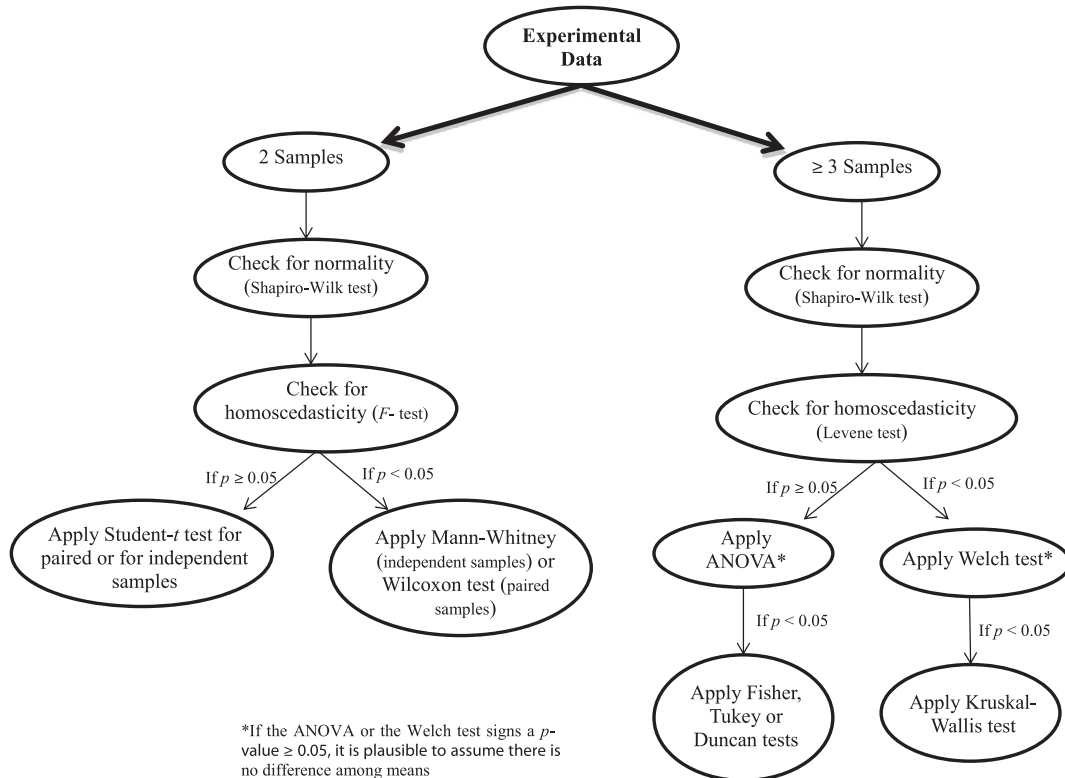 Experimental
Data
2 Samples
≥ 3 Samples
Check for normality
(Shapiro-Wilk test)
Check for normality
(Shapiro-Wilk test)
Check for
homoscedasticity (F- test)
Check for homoscedasticity
(Levene test)
If p ≥ 0.05
If p < 0.05
If p ≥ 0.05
If p < 0.05
Apply Student-t test for
paired or for independent
samples
Apply Mann-Whitney
(independent samples) or
Wilcoxon test (paired
samples)
Apply
ANOVA*
Apply Welch test*
If p < 0.05
If p < 0.05
Apply Fisher,
Tukey or
Duncan tests
Apply Kruskal-
Wallis test
*If the ANOVA or the Welch test signs a p-
value ≥ 0.05, it is plausible to assume there is
no difference among means